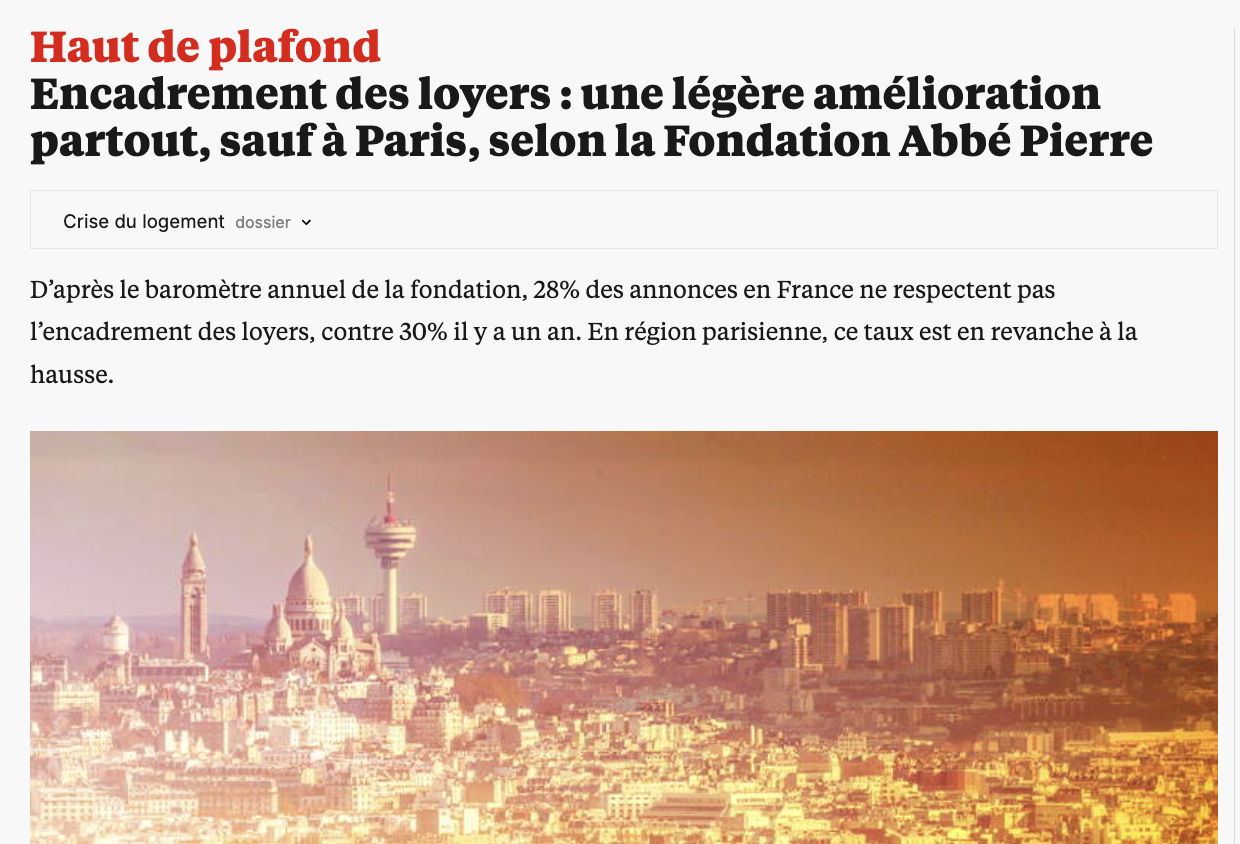 Haut de plafond
Encadrement des loyers : une légère amélioration
partout, sauf à Paris, selon la Fondation Abbé Pierre
Crise du logement dossier
D’après le baromètre annuel de la fondation, 28% des annonces en France ne respectent pas
l’encadrement des loyers, contre 30% il y a un an. En région parisienne, ce taux est en revanche à la
hausse.